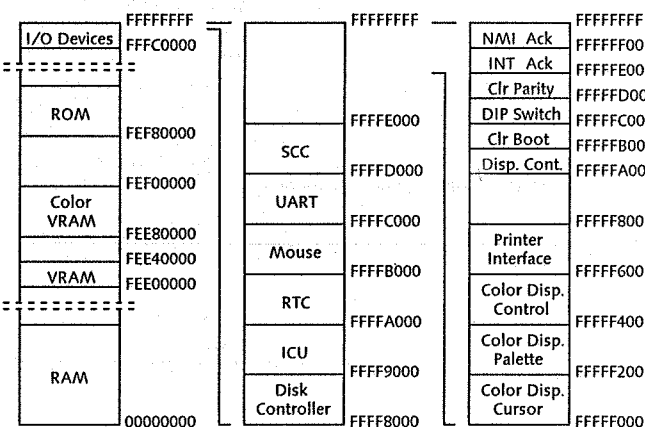 FFFFFFFF
I/O Devices
FFFC0000
ROM
FEF80000
FEF00000
Color
VRAM
FEE80000
FEE40000
VRAM
FEE00000
RAM
00000000
FFFFFFFF
FFFFE000
SCC
FFFFD000
UART
FFFFC000
Mouse
FFFFB000
RTC
FFFFA000
ICU
FFFF9000
Disk
Controller
FFFF8000
FFFFFFFF
NMI Ack
FFFFFF00
INT Ack
FFFFFE00
Clr Parity
FFFFFD00
DIP Switch
FFFFFC00
Clr Boot
FFFFFB00
Disp. Cont.
FFFFFA00
FFFFF800
Printer
Interface
FFFFF600
Color Disp.
Control
FFFFF400
Color Disp.
Palette
FFFFF200
Color Disp.
Cursor
FFFFF000